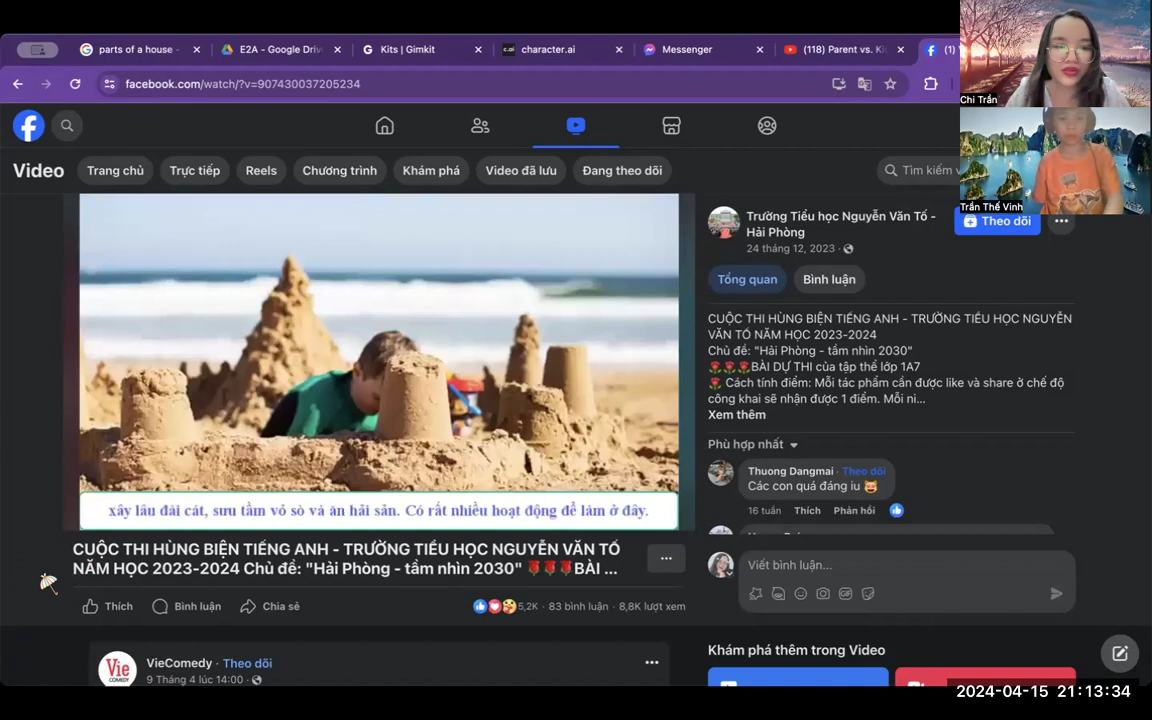 parts of a house -
E2A - Google Driv
Kits | Gimkit
character.ai
Messenger
(118) Parent vs. Ki
(1)
facebook.com/watch/?v=907430037205234
Chi Trần
Trần Thế Vinh
Video
Trang chủ
Trực tiếp
Reels
Chương trình
Khám phá
Video đã lưu
Đang theo dõi
Tìm kiếm v
xây lâu đài cát, sưu tầm vỏ sò và ăn hải sản. Có rất nhiều hoạt động để làm ở đây.
CUỘC THI HÙNG BIỆN TIẾNG ANH - TRƯỜNG TIỂU HỌC NGUYỄN VĂN TỐ
NĂM HỌC 2023-2024 Chủ đề: "Hải Phòng - tầm nhìn 2030" 🌹🌹🌹BÀI ...
Thích
Bình luận
Chia sẻ
5,2K · 83 bình luận · 8,8K lượt xem
Vie
COMEDY
VieComedy · Theo dõi
9 Tháng 4 lúc 14:00 ·
Trường Tiểu học Nguyễn Văn Tố -
Hải Phòng
24 tháng 12, 2023 ·
Theo dõi
Tổng quan
Bình luận
CUỘC THI HÙNG BIỆN TIẾNG ANH - TRƯỜNG TIỂU HỌC NGUYỄN
VĂN TỐ NĂM HỌC 2023-2024
Chủ đề: "Hải Phòng - tầm nhìn 2030"
🌹🌹🌹BÀI DỰ THI của tập thể lớp 1A7
🌹 Cách tính điểm: Mỗi tác phẩm cần được like và share ở chế độ
công khai sẽ nhận được 1 điểm. Mỗi ni...
Xem thêm
Phù hợp nhất
Thuong Dangmai · Theo dõi
Các con quá đáng iu 😹
16 tuần
Thích
Phản hồi
Viết bình luận...
Khám phá thêm trong Video
2024-04-15 21:13:34